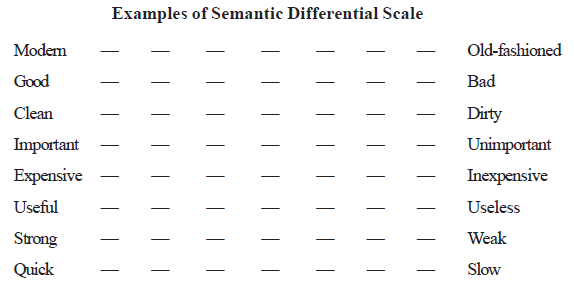 Examples of Semantic Differential Scale
Modern — — — — — — — Old-fashioned
Good — — — — — — — Bad
Clean — — — — — — — Dirty
Important — — — — — — — Unimportant
Expensive — — — — — — — Inexpensive
Useful — — — — — — — Useless
Strong — — — — — — — Weak
Quick — — — — — — — Slow